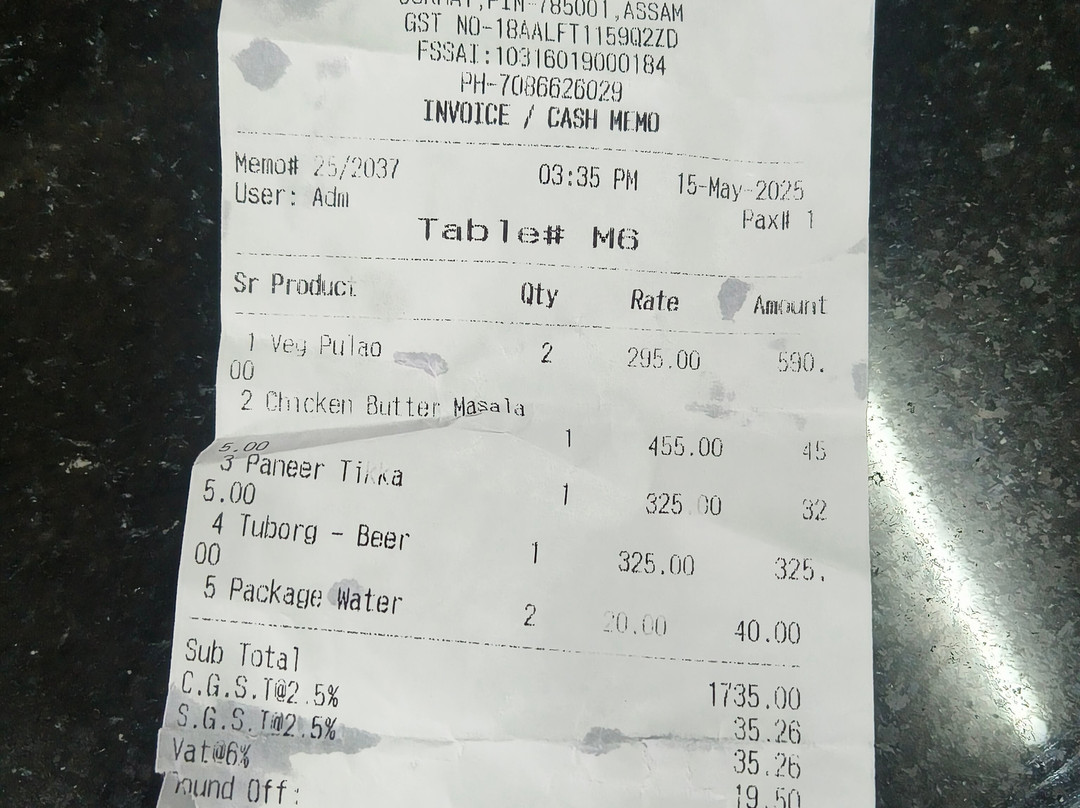 PIN-785001,ASSAM
GST NO-18AALFT1159Q2ZD
FSSAI:10316019000184
PH-7086626029
INVOICE / CASH MEMO
Memo# 25/2037 03:35 PM 15-May-2025
User: Adm Pax# 1
Table# M6
Sr Product Qty Rate Amount
1 Veg Pulao 2 295.00 590.
00
2 Chicken Butter Masala
1 455.00 45
5.00
3 Paneer Tikka 1 325.00 32
5.00
4 Tuborg - Beer 1 325.00 325.
00
5 Package Water 2 20.00 40.00
Sub Total 1735.00
C.G.S.T@2.5% 35.26
S.G.S.T@2.5% 35.26
Vat@6% 19.50
Round Off: